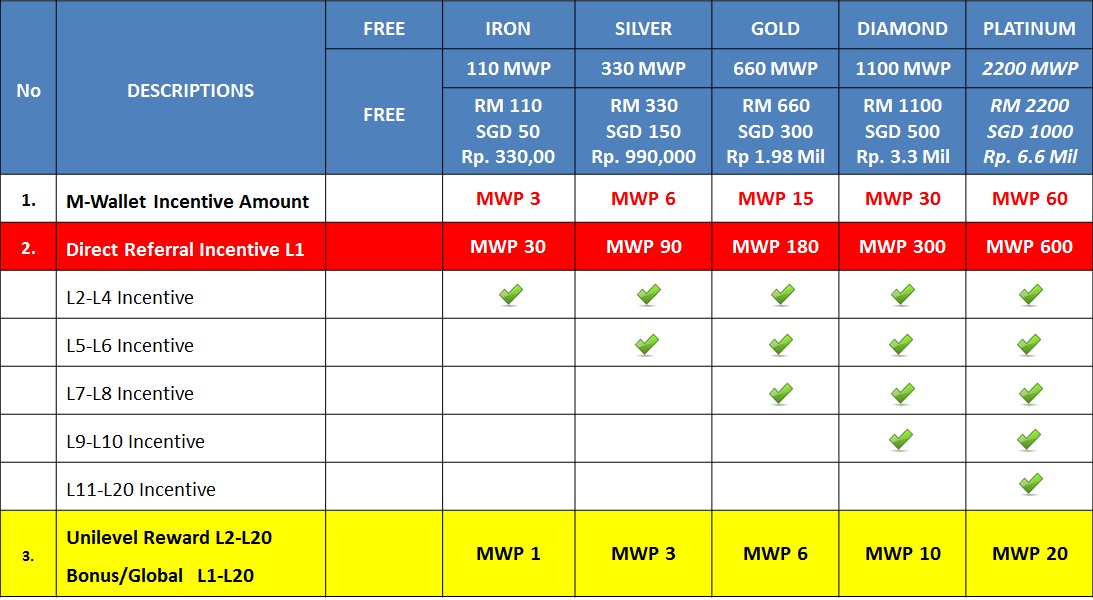 No
DESCRIPTIONS
FREE
IRON
SILVER
GOLD
DIAMOND
PLATINUM
FREE
110 MWP
330 MWP
660 MWP
1100 MWP
2200 MWP
RM 110
SGD 50
Rp. 330,00
RM 330
SGD 150
Rp. 990,000
RM 660
SGD 300
Rp 1.98 Mil
RM 1100
SGD 500
Rp. 3.3 Mil
RM 2200
SGD 1000
Rp. 6.6 Mil
1. M-Wallet Incentive Amount MWP 3 MWP 6 MWP 15 MWP 30 MWP 60
2. Direct Referral Incentive L1 MWP 30 MWP 90 MWP 180 MWP 300 MWP 600
L2-L4 Incentive
L5-L6 Incentive
L7-L8 Incentive
L9-L10 Incentive
L11-L20 Incentive
3.
Unilevel Reward L2-L20
Bonus/Global L1-L20
MWP 1 MWP 3 MWP 6 MWP 10 MWP 20